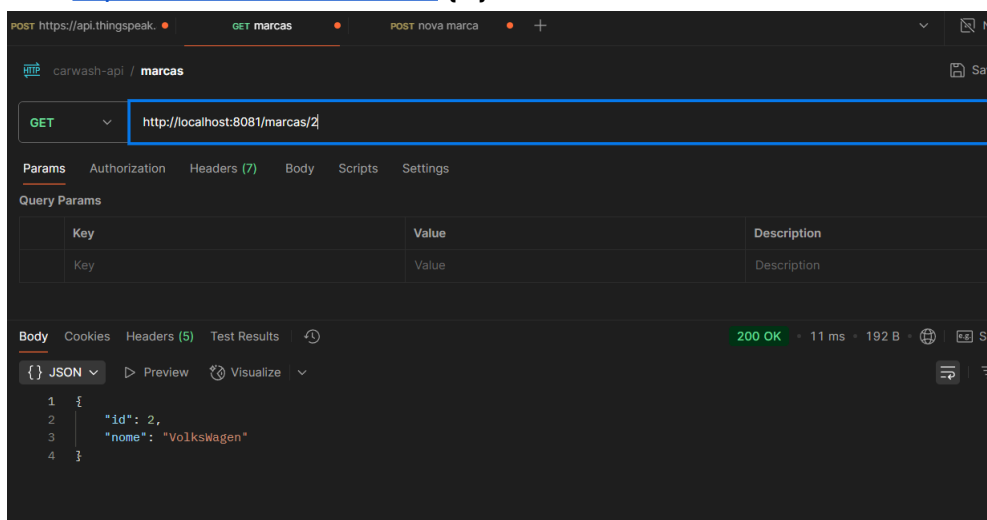 POST https://api.thingspeak. GET marcas POST nova marca +
HTTP carwash-api / marcas Sa
GET http://localhost:8081/marcas/2
Params Authorization Headers (7) Body Scripts Settings
Query Params
Key Value Description
Key Value Description
Body Cookies Headers (5) Test Results 200 OK • 11 ms • 192 B • e.g. S
{} JSON Preview Visualize
1 {
2 "id": 2,
3 "nome": "VolksWagen"
4 }